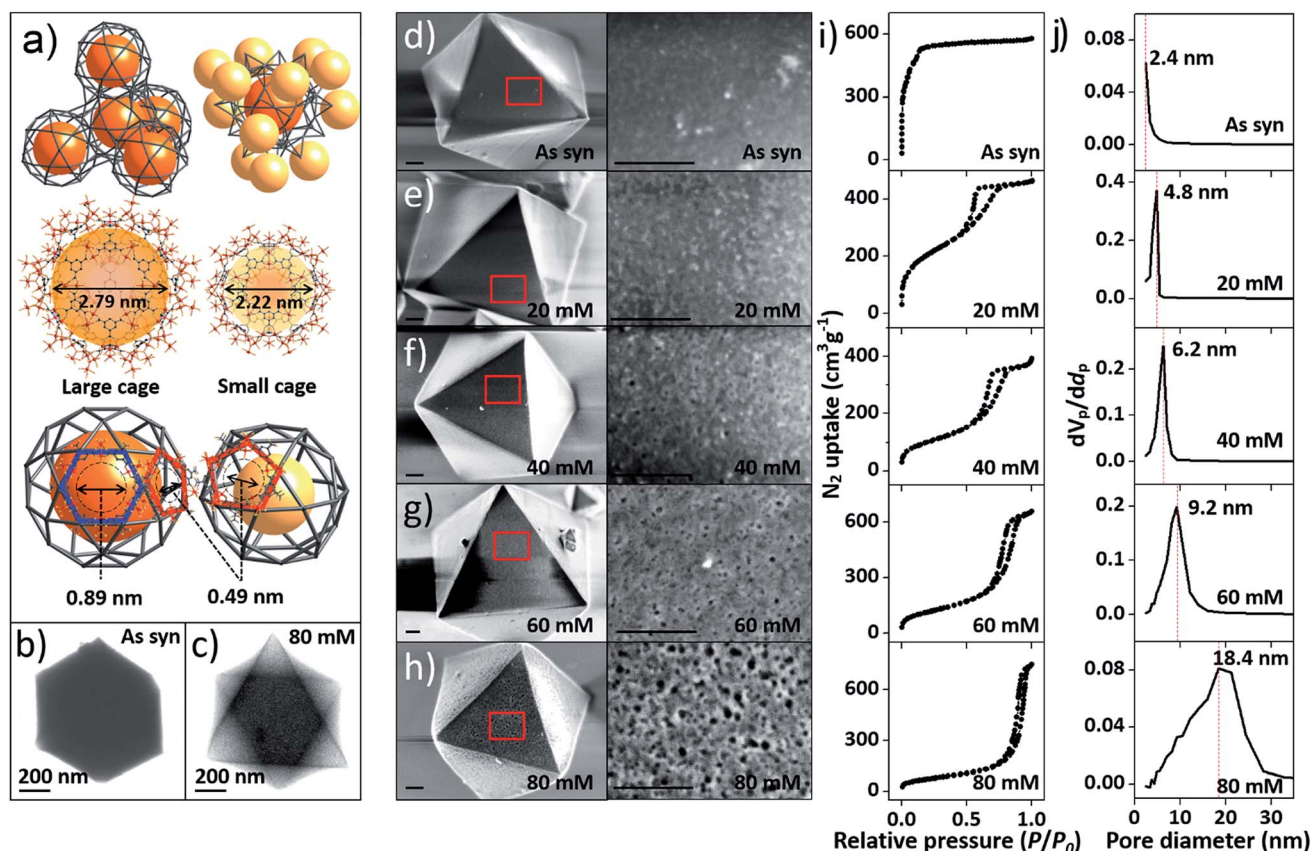 a)
2.79 nm
2.22 nm
Large cage
Small cage
0.89 nm
0.49 nm
b)
As syn
200 nm
c)
80 mM
200 nm
d)
As syn
As syn
e)
20 mM
20 mM
f)
40 mM
40 mM
g)
60 mM
60 mM
h)
80 mM
80 mM
i)
N₂ uptake (cm³g⁻¹)
600
300
0
As syn
400
200
0
20 mM
400
200
0
40 mM
600
300
0
60 mM
600
300
0
80 mM
0.0
0.5
1.0
Relative pressure (P/P₀)
j)
dVₚ/ddₚ
0.08
0.04
0.00
2.4 nm
As syn
0.4
0.2
0.0
4.8 nm
20 mM
0.2
0.1
0.0
6.2 nm
40 mM
0.2
0.1
0.0
9.2 nm
60 mM
0.08
0.04
0.00
18.4 nm
80 mM
0
10
20
30
Pore diameter (nm)